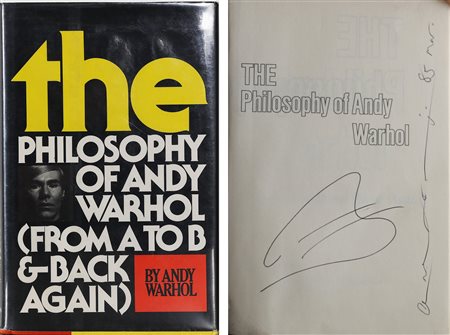 the
PHILOSOPHY
OF ANDY
WARHOL
(FROM A TO B
& BACK
AGAIN)
BY ANDY
WARHOL
THE
Philosophy of Andy
Warhol